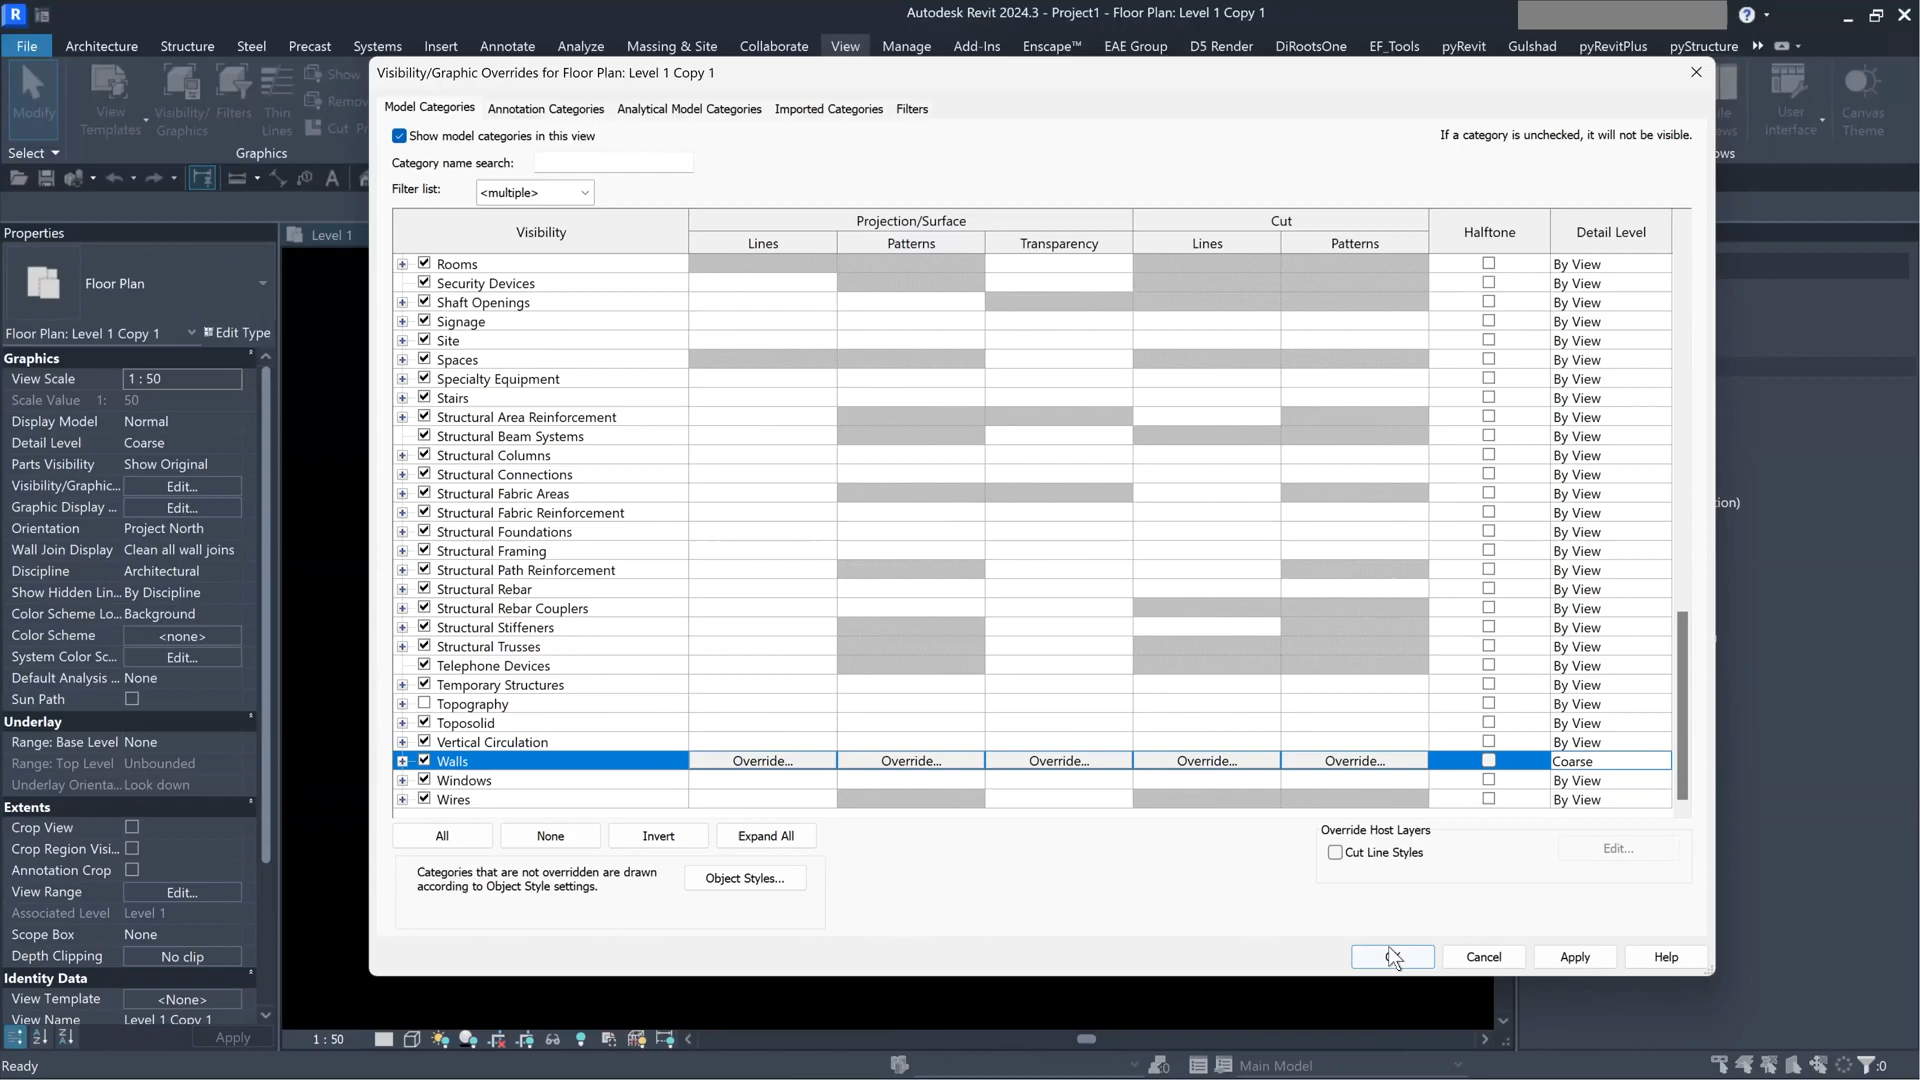 Autodesk Revit 2024.3 - Project1 - Floor Plan: Level 1 Copy 1
File Architecture Structure Steel Precast Systems Insert Annotate Analyze Massing & Site Collaborate View Manage Add-Ins Enscape™ EAE Group D5 Render DiRootsOne EF_Tools pyRevit Gulshad pyRevitPlus pyStructure
Modify
View Templates
Visibility/ Graphics
Filters
Thin Lines
Show
Remov
Cut
User Interface
Canvas Theme
Select
Graphics
ows
Visibility/Graphic Overrides for Floor Plan: Level 1 Copy 1
Model Categories Annotation Categories Analytical Model Categories Imported Categories Filters
Show model categories in this view
If a category is unchecked, it will not be visible.
Category name search:
Filter list: <multiple>
Visibility Projection/Surface Cut Halftone Detail Level
Lines Patterns Transparency Lines Patterns
Rooms By View
Security Devices By View
Shaft Openings By View
Signage By View
Site By View
Spaces By View
Specialty Equipment By View
Stairs By View
Structural Area Reinforcement By View
Structural Beam Systems By View
Structural Columns By View
Structural Connections By View
Structural Fabric Areas By View
Structural Fabric Reinforcement By View
Structural Foundations By View
Structural Framing By View
Structural Path Reinforcement By View
Structural Rebar By View
Structural Rebar Couplers By View
Structural Stiffeners By View
Structural Trusses By View
Telephone Devices By View
Temporary Structures By View
Topography By View
Toposolid By View
Vertical Circulation By View
Walls Override... Override... Override... Override... Override... Coarse
Windows By View
Wires By View
All None Invert Expand All
Categories that are not overridden are drawn
according to Object Style settings.
Object Styles...
Override Host Layers
Cut Line Styles
Edit...
Cancel Apply Help
Properties
Level 1
Floor Plan
Floor Plan: Level 1 Copy 1 Edit Type
Graphics
View Scale 1 : 50
Scale Value 1: 50
Display Model Normal
Detail Level Coarse
Parts Visibility Show Original
Visibility/Graphic... Edit...
Graphic Display ... Edit...
Orientation Project North
Wall Join Display Clean all wall joins
Discipline Architectural
Show Hidden Lin... By Discipline
Color Scheme Lo... Background
Color Scheme <none>
System Color Sc... Edit...
Default Analysis ... None
Sun Path
Underlay
Range: Base Level None
Range: Top Level Unbounded
Underlay Orienta... Look down
Extents
Crop View
Crop Region Visi...
Annotation Crop
View Range Edit...
Associated Level Level 1
Scope Box None
Depth Clipping No clip
Identity Data
View Template <None>
View Name Level 1 Copy 1
Apply
tion)
1 : 50
Ready
:0
Main Model
:0